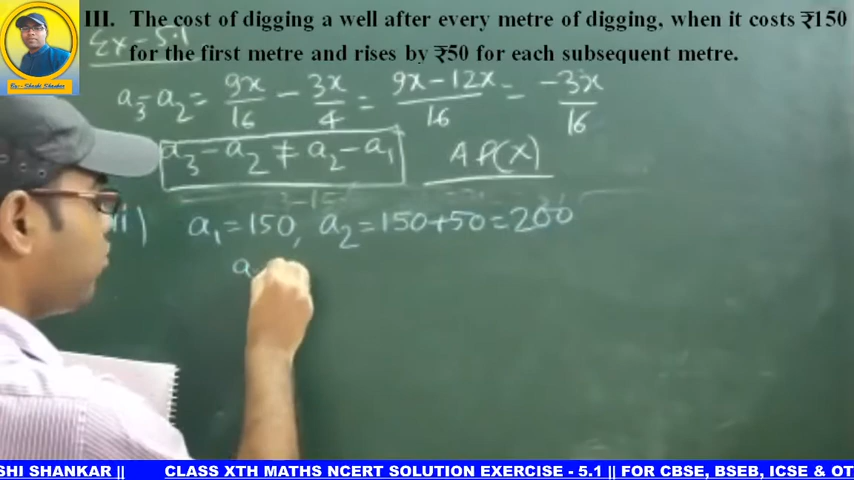 III. The cost of digging a well after every metre of digging, when it costs ₹150
for the first metre and rises by ₹50 for each subsequent metre.
By:- Shashi Shankar
Ex-5.1
a₃-a₂= 9x/16 - 3x/4 = 9x-12x/16 = -3x/16
a₃-a₂≠a₂-a₁ AP(X)
a₁=150, a₂=150+50=200
a
SHI SHANKAR || CLASS XTH MATHS NCERT SOLUTION EXERCISE - 5.1 || FOR CBSE, BSEB, ICSE & OT